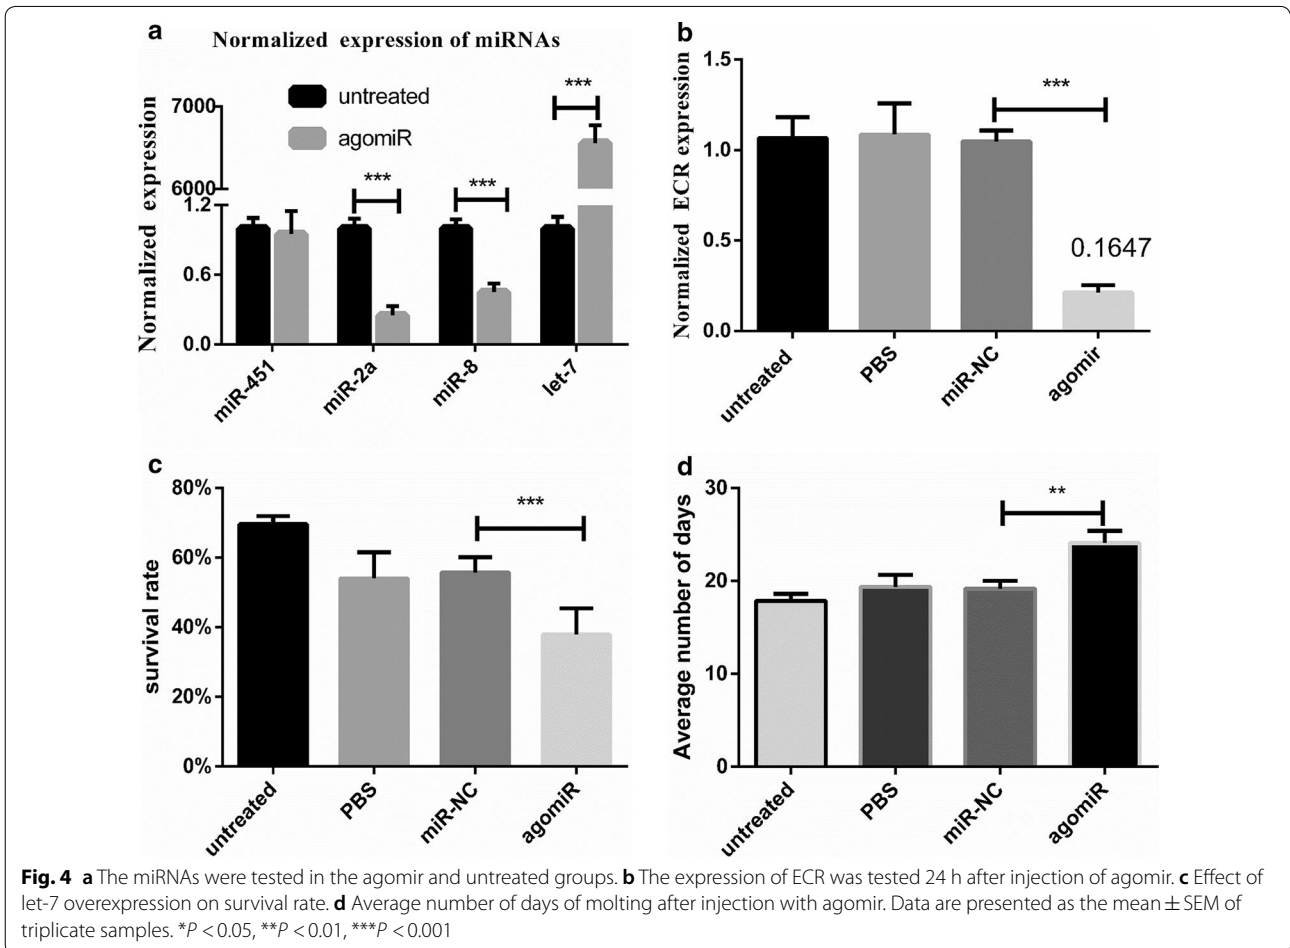 a
Normalized expression of miRNAs
untreated
agomiR
Normalized expression
7000
6000
1.2
0.6
0.0
***
***
***
miR-451
miR-2a
miR-8
let-7
b
Normalized ECR expression
1.5
1.0
0.5
0.0
***
0.1647
untreated
PBS
miR-NC
agomir
c
survival rate
80%
60%
40%
20%
0%
***
untreated
PBS
miR-NC
agomiR
d
Average number of days
30
20
10
0
**
untreated
PBS
miR-NC
agomiR
Fig. 4 a The miRNAs were tested in the agomir and untreated groups. b The expression of ECR was tested 24 h after injection of agomir. c Effect of
let-7 overexpression on survival rate. d Average number of days of molting after injection with agomir. Data are presented as the mean ± SEM of
triplicate samples. *P < 0.05, **P < 0.01, ***P < 0.001